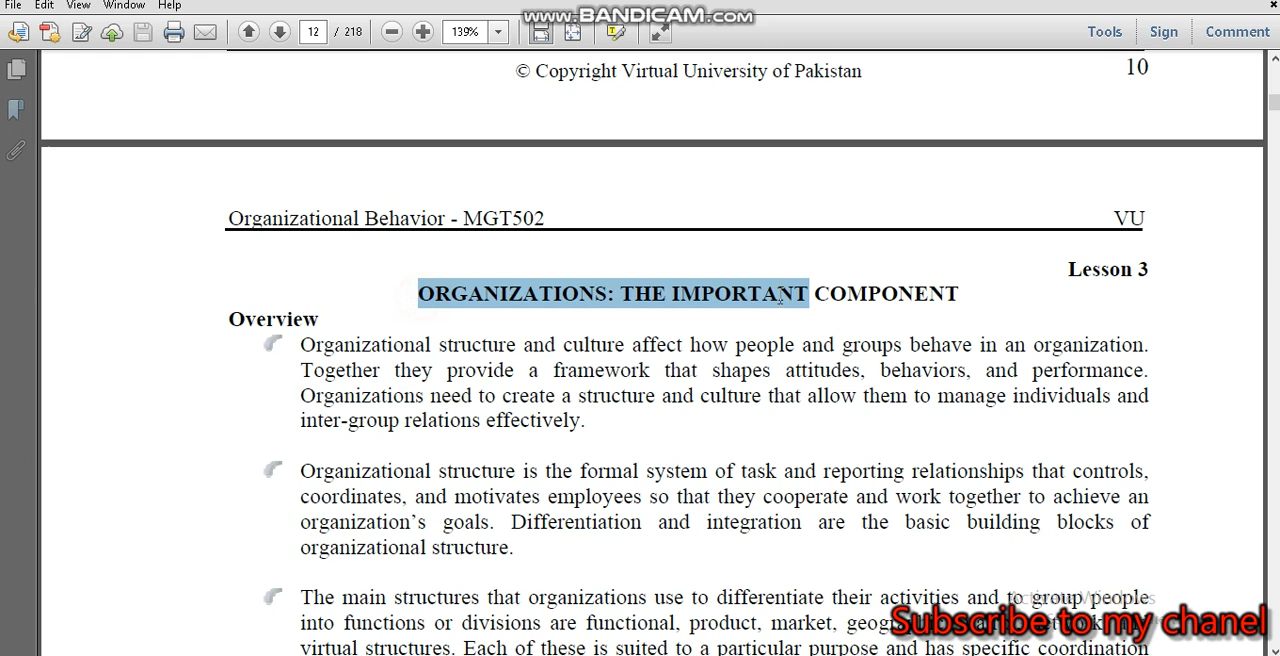 File Edit View Window Help
www.BANDICAM.com
12 / 218 139% Tools Sign Comment
© Copyright Virtual University of Pakistan 10
Organizational Behavior - MGT502 VU
Lesson 3
ORGANIZATIONS: THE IMPORTANT COMPONENT
Overview
Organizational structure and culture affect how people and groups behave in an organization.
Together they provide a framework that shapes attitudes, behaviors, and performance.
Organizations need to create a structure and culture that allow them to manage individuals and
inter-group relations effectively.
Organizational structure is the formal system of task and reporting relationships that controls,
coordinates, and motivates employees so that they cooperate and work together to achieve an
organization's goals. Differentiation and integration are the basic building blocks of
organizational structure.
The main structures that organizations use to differentiate their activities and to group people
into functions or divisions are functional, product, market,
virtual structures. Each of these is suited to a particular purpose and has specific coordination
Activate Windows
Subscribe to my chanel